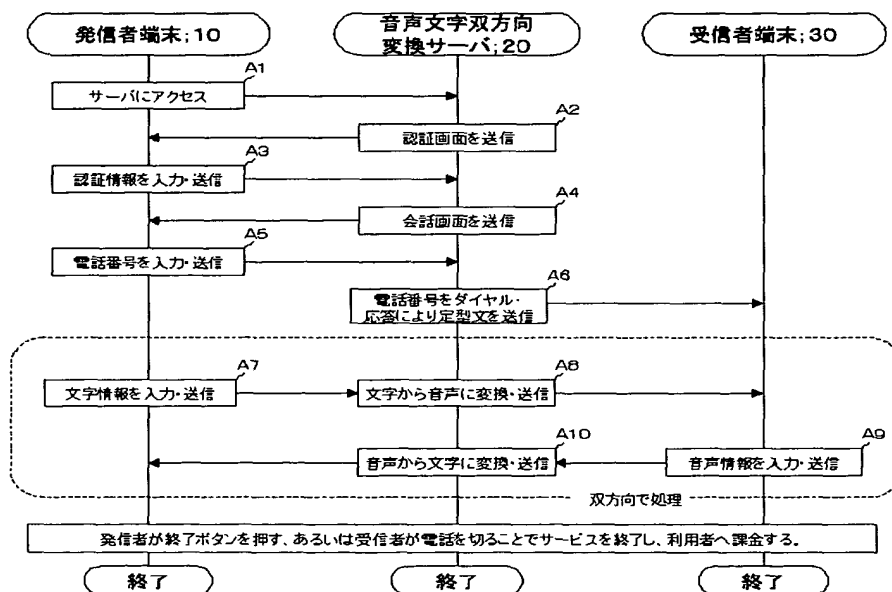 発信者端末;10
音声文字双方向
変換サーバ;20
受信者端末;30
A1
サーバにアクセス
A2
認証画面を送信
A3
認証情報を入力・送信
A4
会話画面を送信
A5
電話番号を入力・送信
A6
電話番号をダイヤル・
応答により定型文を送信
A7
文字情報を入力・送信
A8
文字から音声に変換・送信
A10
音声から文字に変換・送信
A9
音声情報を入力・送信
双方向で処理
発信者が終了ボタンを押す、あるいは受信者が電話を切ることでサービスを終了し、利用者へ課金する。
終了
終了
終了